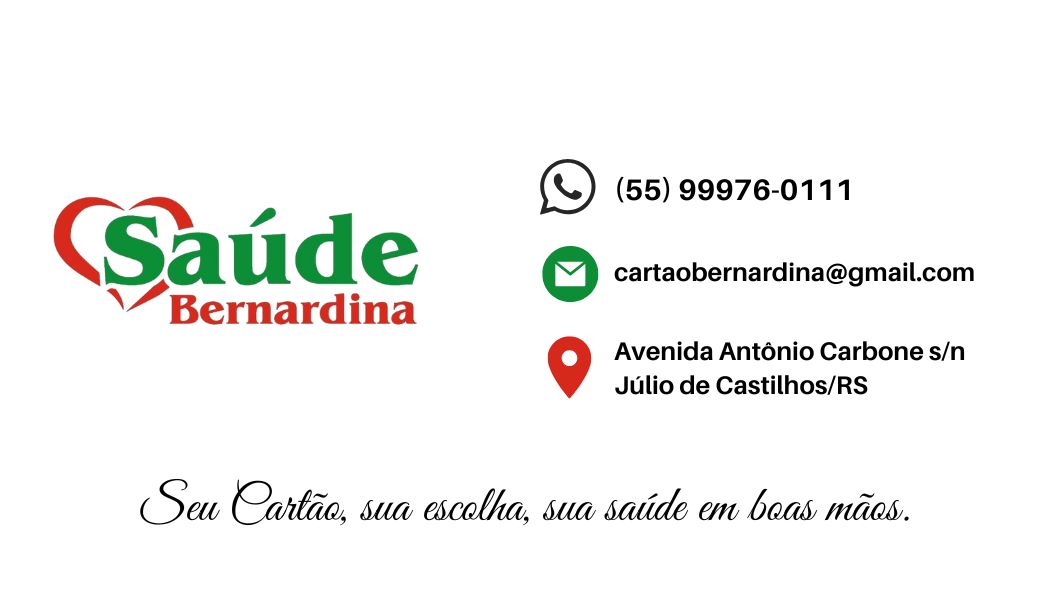 Saúde
Bernardina
(55) 99976-0111
cartaobernardina@gmail.com
Avenida Antônio Carbone s/n
Júlio de Castilhos/RS
Seu Cartão, sua escolha, sua saúde em boas mãos.